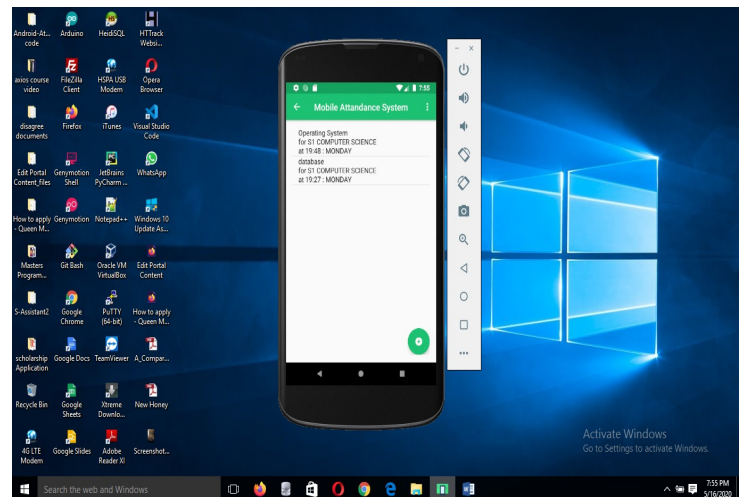 Android-At...
code
Arduino
HeidiSQL
HTTrack
Websi...
axios course
video
FileZilla
Client
HSPA USB
Modem
Opera
Browser
disagree
documents
Firefox
iTunes
Visual Studio
Code
Edit Portal
Content_files
Genymotion
Shell
JetBrains
PyCharm ...
WhatsApp
How to apply
- Queen M...
Genymotion
Notepad++
Windows 10
Update As...
Masters
Program...
Git Bash
Oracle VM
VirtualBox
Edit Portal
Content
S-Assistant2
Google
Chrome
PuTTY
(64-bit)
How to apply
- Queen M...
scholarship
Application
Google Docs
TeamViewer
A_Compar...
Recycle Bin
Google
Sheets
Xtreme
Downlo...
New Honey
4G LTE
Modem
Google Slides
Adobe
Reader XI
Screenshot...
7:55
Mobile Attandance System
Operating System
for S1 COMPUTER SCIENCE
at 19:48 : MONDAY
database
for S1 COMPUTER SCIENCE
at 19:27 : MONDAY
Activate Windows
Go to Settings to activate Windows.
Search the web and Windows
7:55 PM
5/16/2020